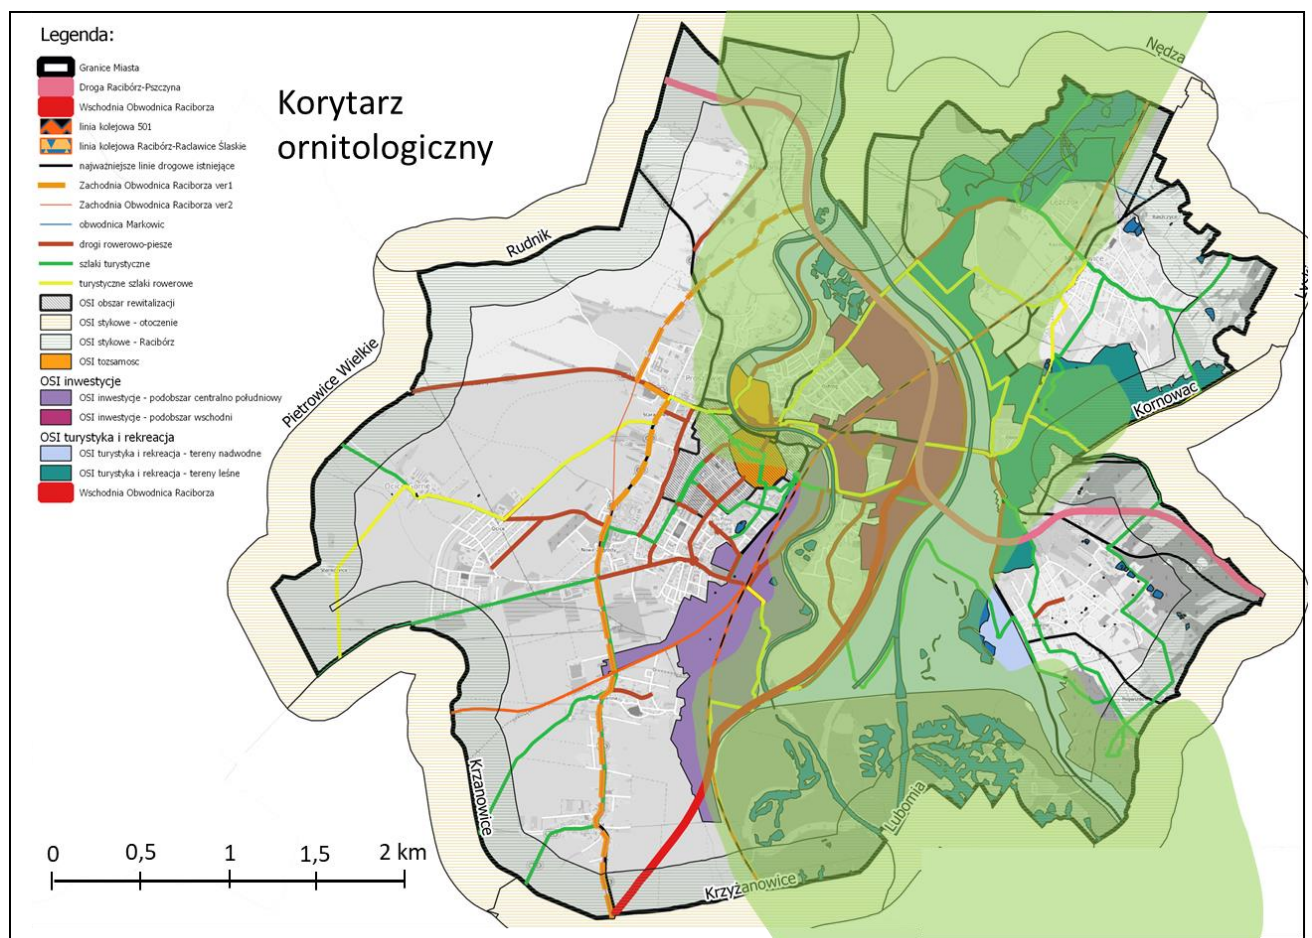 Legenda:
Granice Miasta
Droga Racibórz-Pszczyna
Wschodnia Obwodnica Raciborza
linia kolejowa 501
linia kolejowa Racibórz-Racławice Śląskie
najważniejsze linie drogowe istniejące
Zachodnia Obwodnica Raciborza ver1
Zachodnia Obwodnica Raciborza ver2
obwodnica Markowic
drogi rowerowo-piesze
szlaki turystyczne
turystyczne szlaki rowerowe
OSI obszar rewitalizacji
OSI stykowe - otoczenie
OSI stykowe - Racibórz
OSI tozsamosc
OSI inwestycje
OSI inwestycje - podobszar centralno południowy
OSI inwestycje - podobszar wschodni
OSI turystyka i rekreacja
OSI turystyka i rekreacja - tereny nadwodne
OSI turystyka i rekreacja - tereny leśne
Wschodnia Obwodnica Raciborza
Korytarz
ornitologiczny
Nędza
Rudnik
Pietrowice Wielkie
Kornowac
Krzanowice
Lubomia
Krzyżanowice
0 0,5 1 1,5 2 km